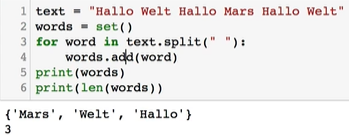 1 text = "Hallo Welt Hallo Mars Hallo Welt"
2 words = set()
3 for word in text.split(" "):
4     words.add(word)
5 print(words)
6 print(len(words))
{'Mars', 'Welt', 'Hallo'}
3